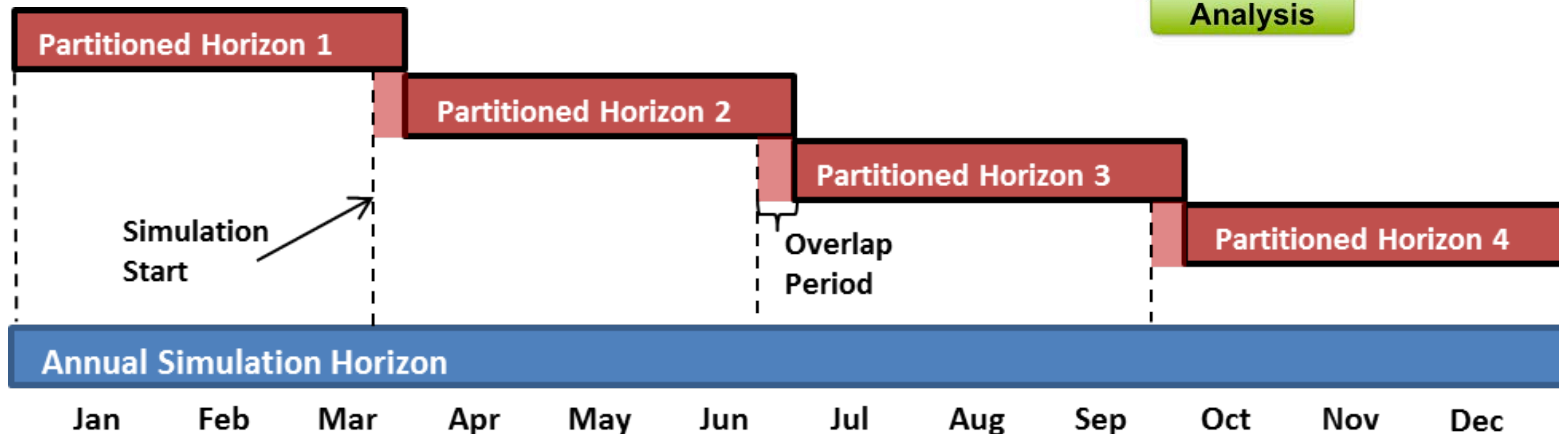 Analysis
Partitioned Horizon 1
Partitioned Horizon 2
Partitioned Horizon 3
Partitioned Horizon 4
Simulation
Start
Overlap
Period
Annual Simulation Horizon
Jan Feb Mar Apr May Jun Jul Aug Sep Oct Nov Dec